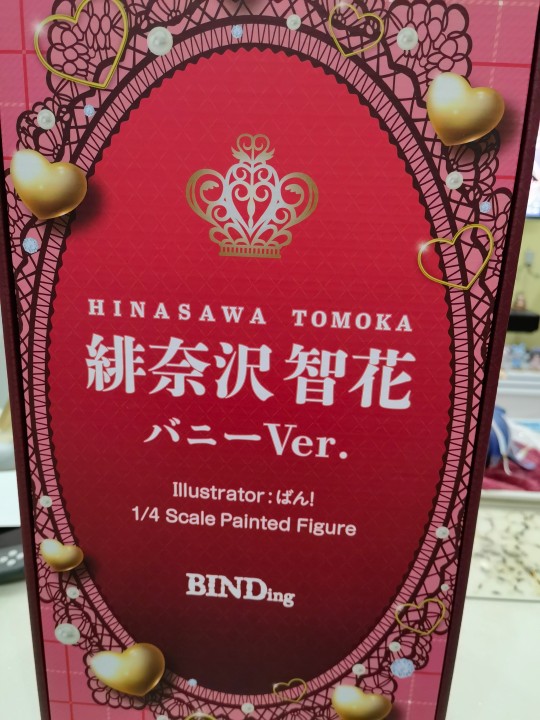 HINASAWA TOMOKA
緋奈沢 智花
バニーVer.
Illustrator : ばん!
1/4 Scale Painted Figure
BINDing